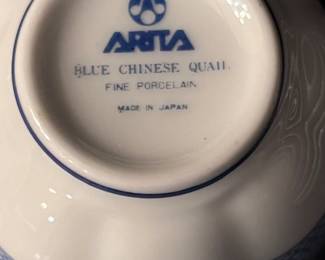 ARITA
BLUE CHINESE QUAIL
FINE PORCELAIN
MADE IN JAPAN